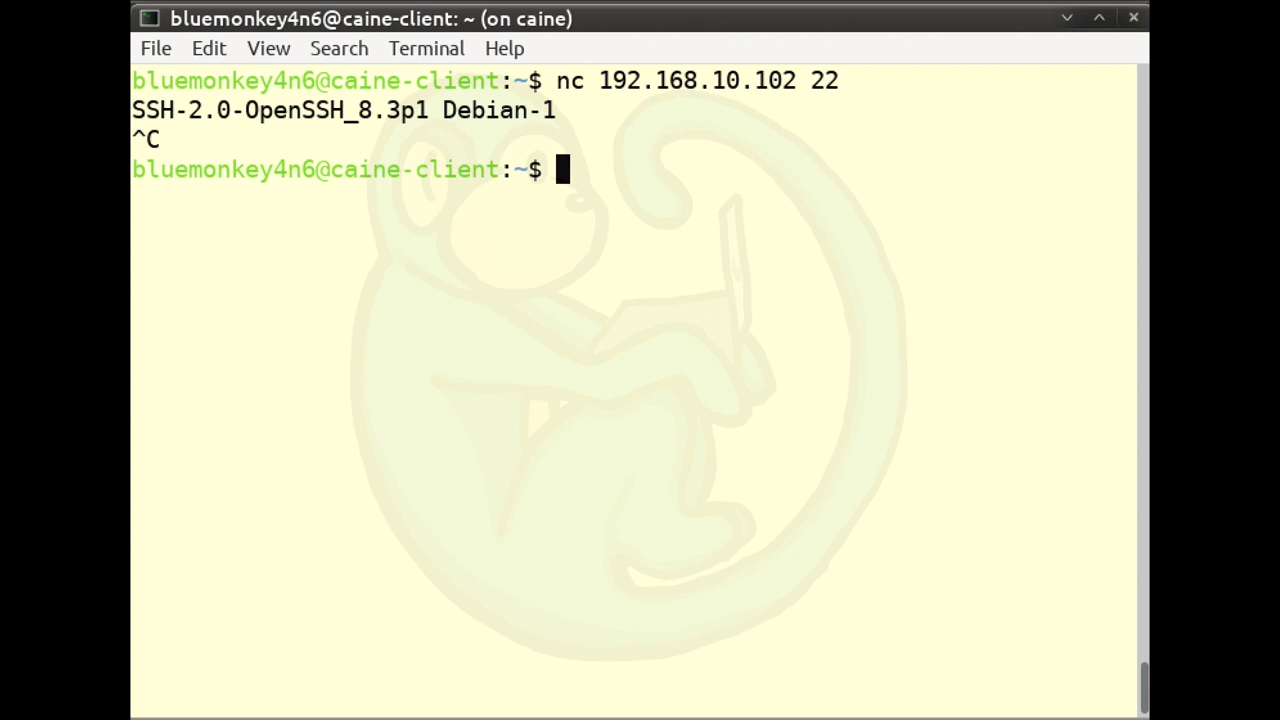 bluemonkey4n6@caine-client: ~ (on caine)
File Edit View Search Terminal Help
bluemonkey4n6@caine-client:~$ nc 192.168.10.102 22
SSH-2.0-OpenSSH_8.3p1 Debian-1
^C
bluemonkey4n6@caine-client:~$